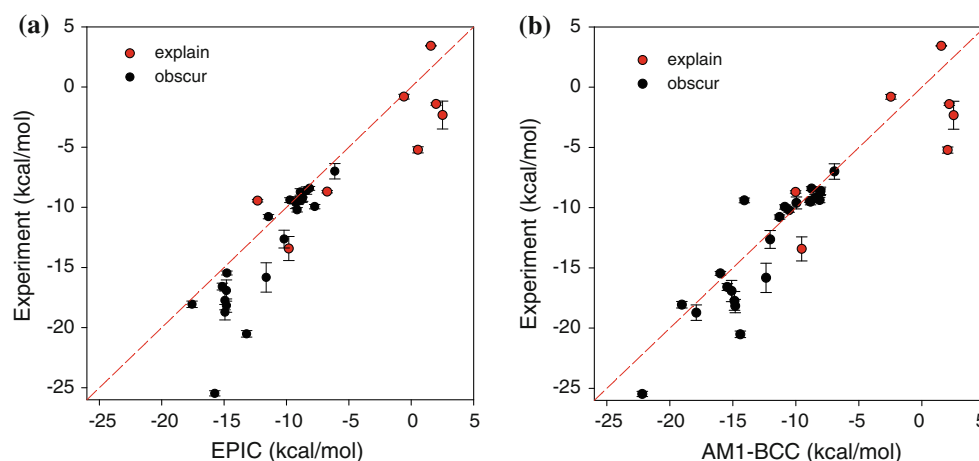 (a)
explain
obscur
Experiment (kcal/mol)
5
0
-5
-10
-15
-20
-25
-25 -20 -15 -10 -5 0 5
EPIC (kcal/mol)
(b)
explain
obscur
Experiment (kcal/mol)
5
0
-5
-10
-15
-20
-25
-25 -20 -15 -10 -5 0 5
AM1-BCC (kcal/mol)